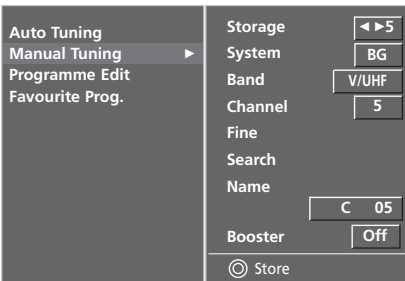 Auto Tuning
Manual Tuning ►
Programme Edit
Favourite Prog.
Storage ◄►5
System BG
Band V/UHF
Channel 5
Fine
Search
Name
C 05
Booster Off
Store